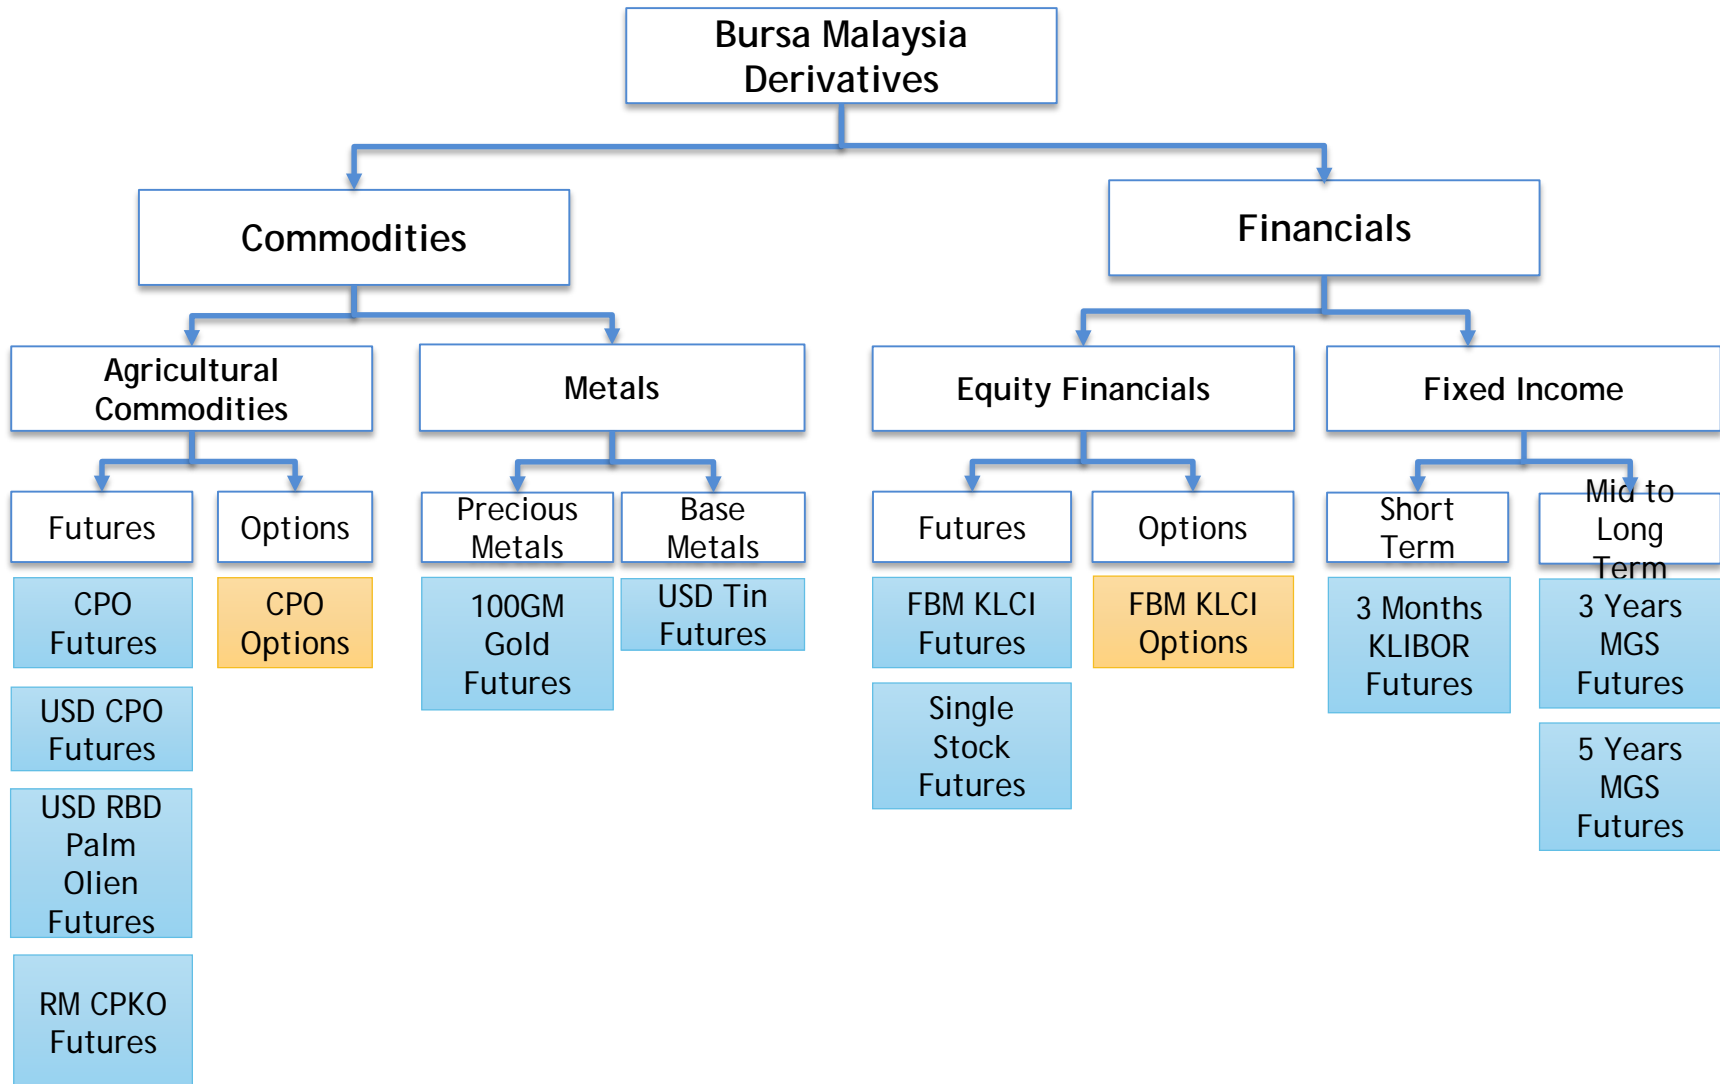 Bursa Malaysia
Derivatives
Commodities
Financials
Agricultural
Commodities
Metals
Equity Financials
Fixed Income
Futures
Options
Precious
Metals
Base
Metals
Futures
Options
Short
Term
Mid to
Long
Term
CPO
Futures
CPO
Options
100GM
Gold
Futures
USD Tin
Futures
FBM KLCI
Futures
FBM KLCI
Options
3 Months
KLIBOR
Futures
3 Years
MGS
Futures
USD CPO
Futures
Single
Stock
Futures
5 Years
MGS
Futures
USD RBD
Palm
Olien
Futures
RM CPKO
Futures